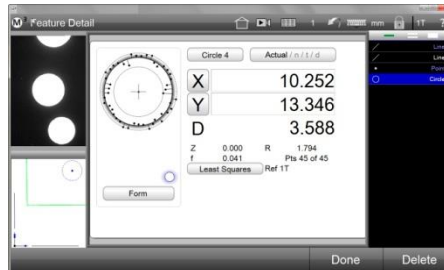 Feature Detail
1
mm
1T
Circle 4
Actual / n / t / d
X 10.252
Y 13.346
D 3.588
Z 0.000 R 1.794
f 0.041 Pts 45 of 45
Least Squares Ref 1T
Form
Line
Line
Point
Circle
Done
Delete